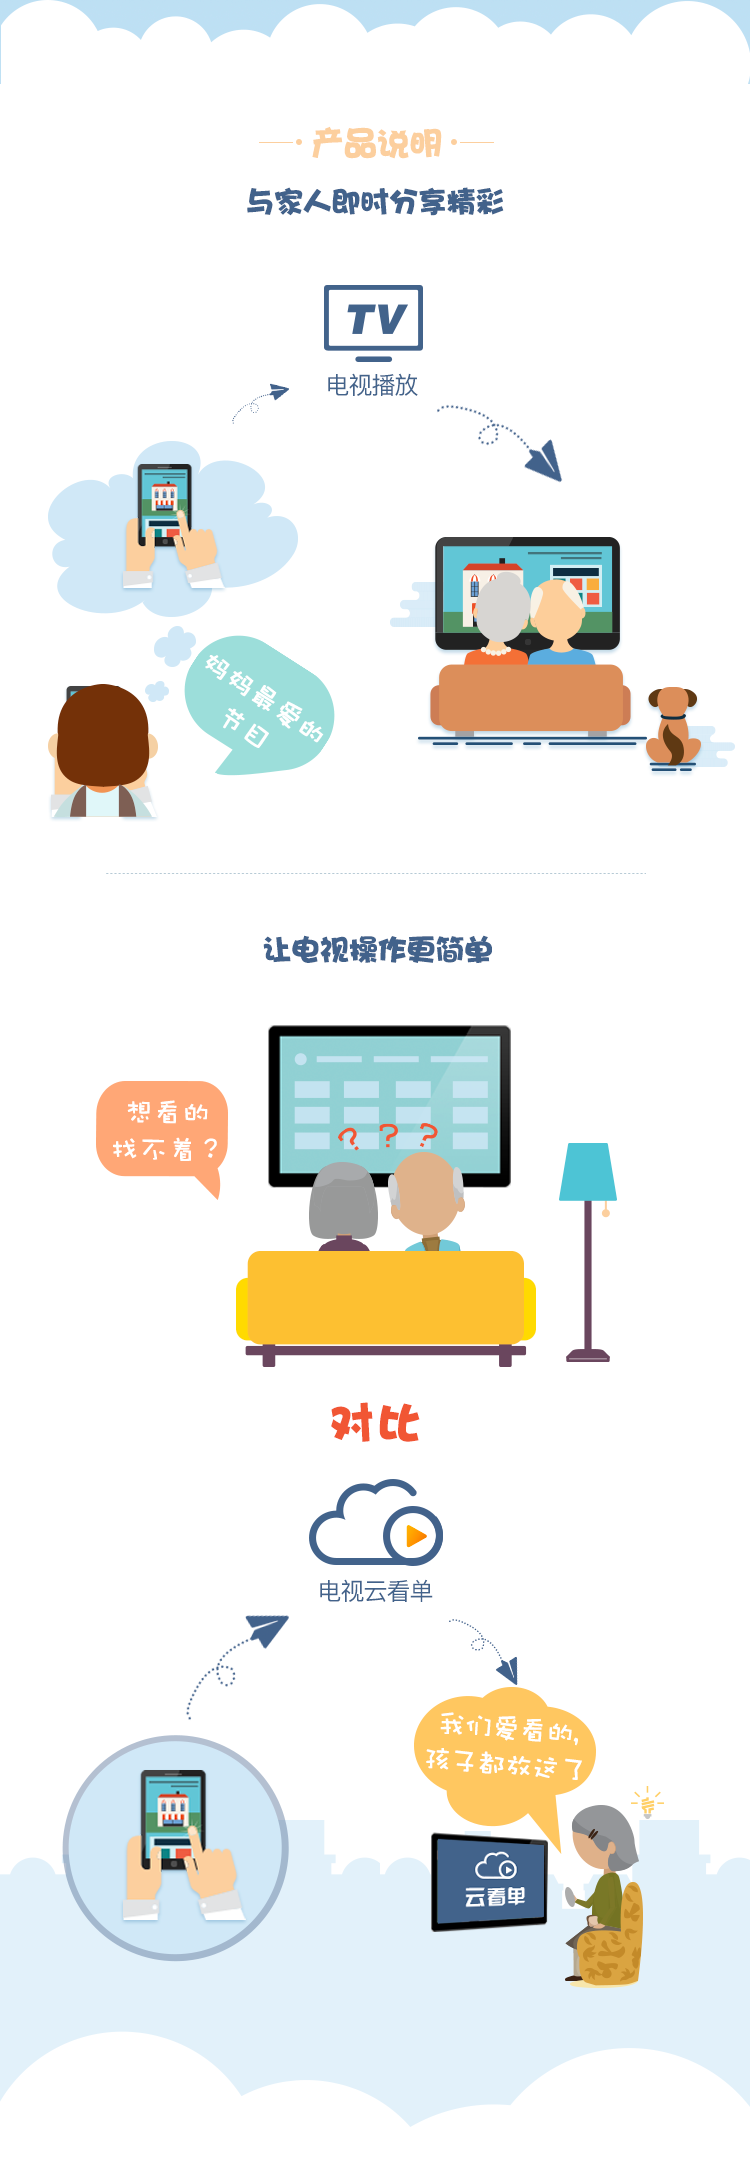 产品说明
与家人即时分享精彩
TV
电视播放
妈妈最爱的
节目
让电视操作更简单
想看的
找不着？
? ? ?
对比
电视云看单
我们爱看的，
孩子都放这了
云看单